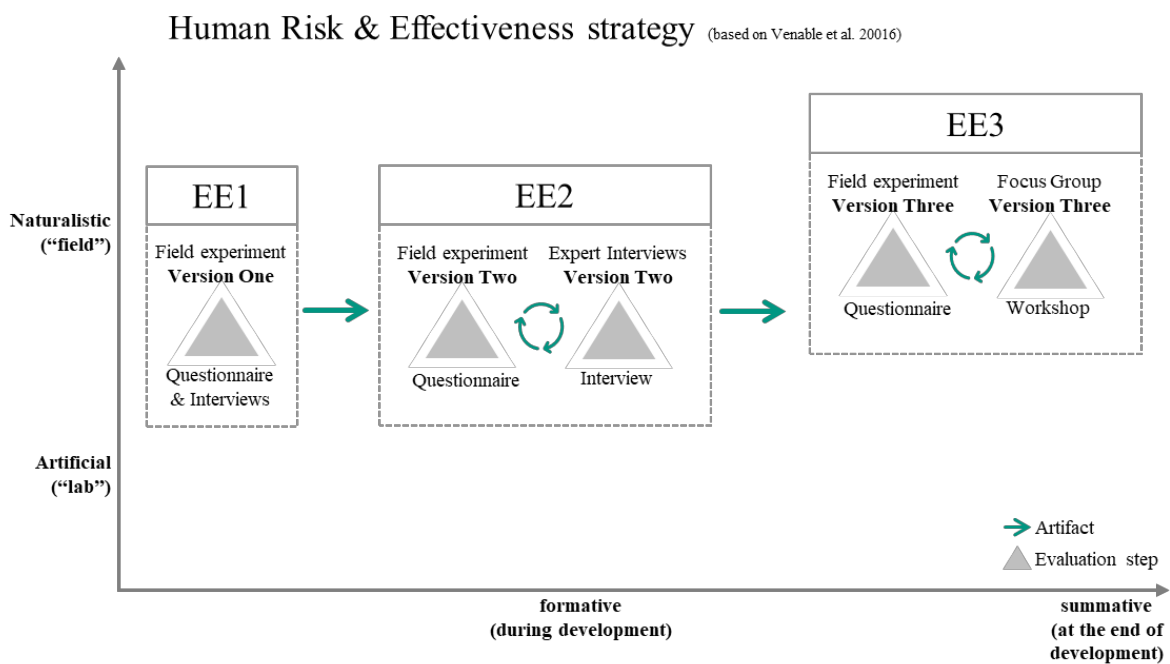 Human Risk & Effectiveness strategy (based on Venable et al. 20016)
Naturalistic
(“field”)
Artificial
(“lab”)
EE1
Field experiment
Version One
Questionnaire
& Interviews
EE2
Field experiment
Version Two
Questionnaire
Expert Interviews
Version Two
Interview
EE3
Field experiment
Version Three
Questionnaire
Focus Group
Version Three
Workshop
Artifact
Evaluation step
formative
(during development)
summative
(at the end of
development)